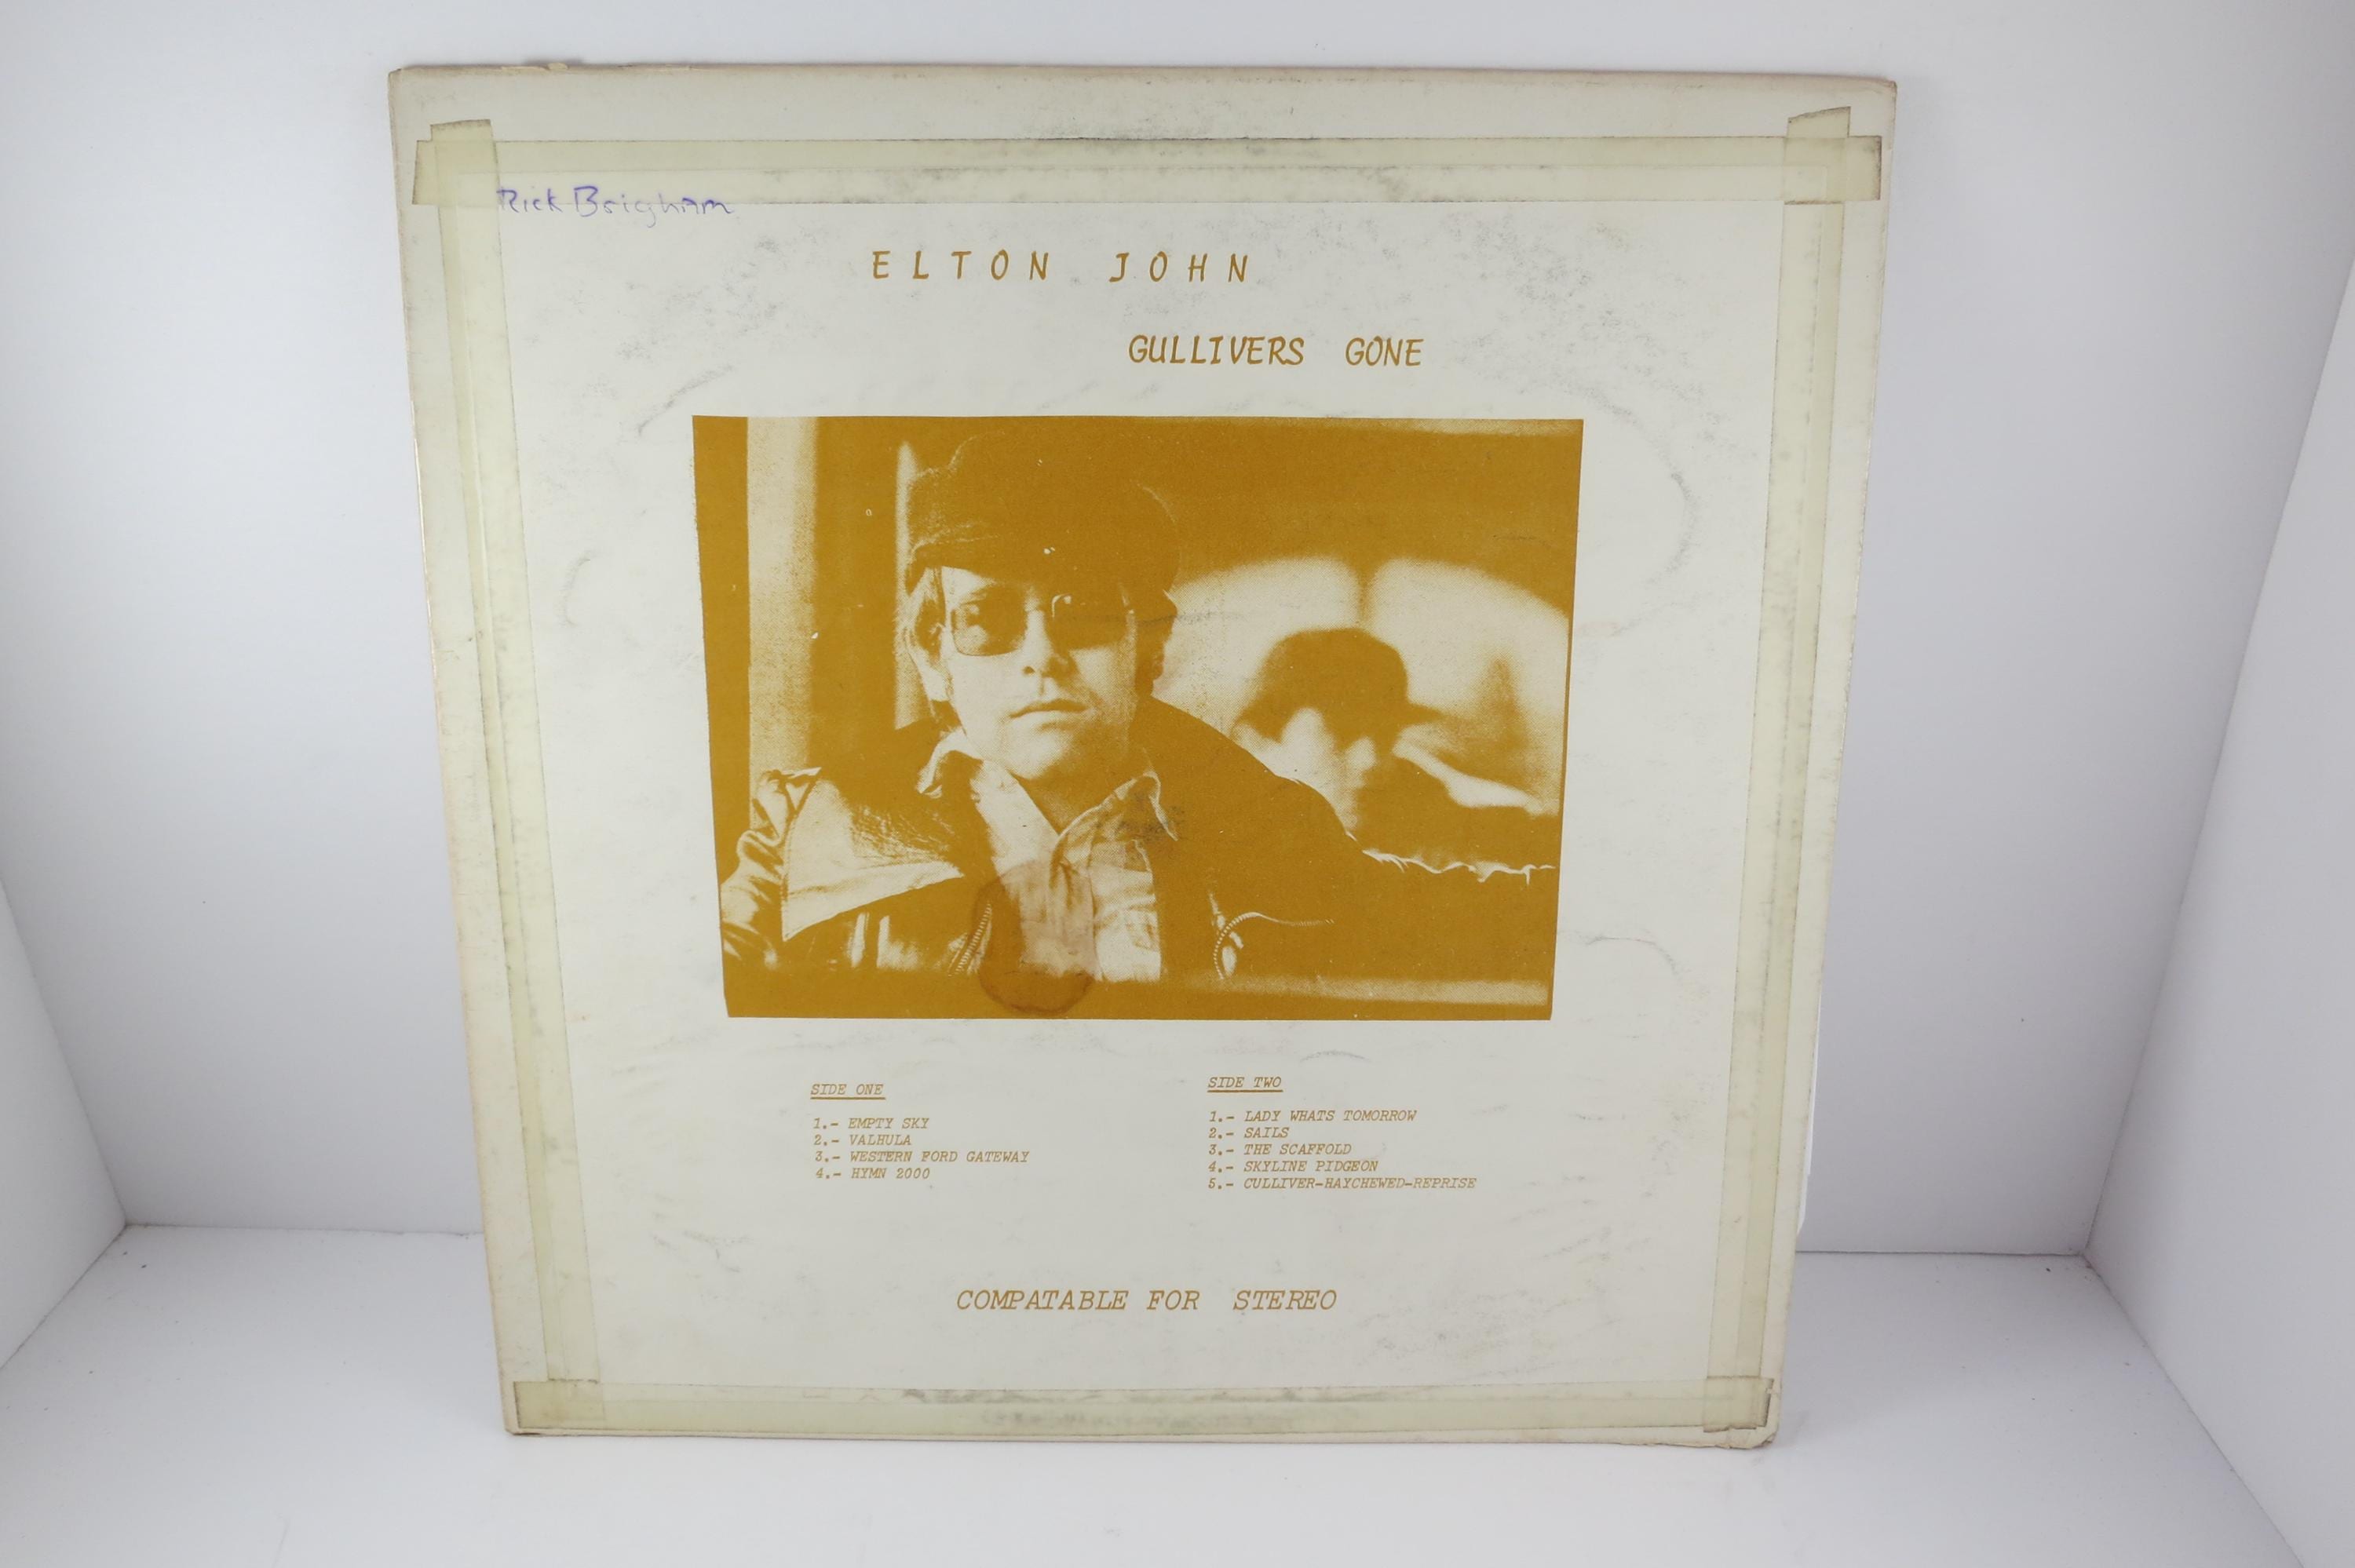 Rick Brigham
ELTON JOHN
GULLIVERS GONE
SIDE ONE
1.- EMPTY SKY
2.- VALHULA
3.- WESTERN FORD GATEWAY
4.- HYMN 2000
SIDE TWO
1.- LADY WHATS TOMORROW
2.- SAILS
3.- THE SCAFFOLD
4.- SKYLINE PIDGEON
5.- CULLIVER-HAYCHEWED-REPRISE
COMPATABLE FOR STEREO